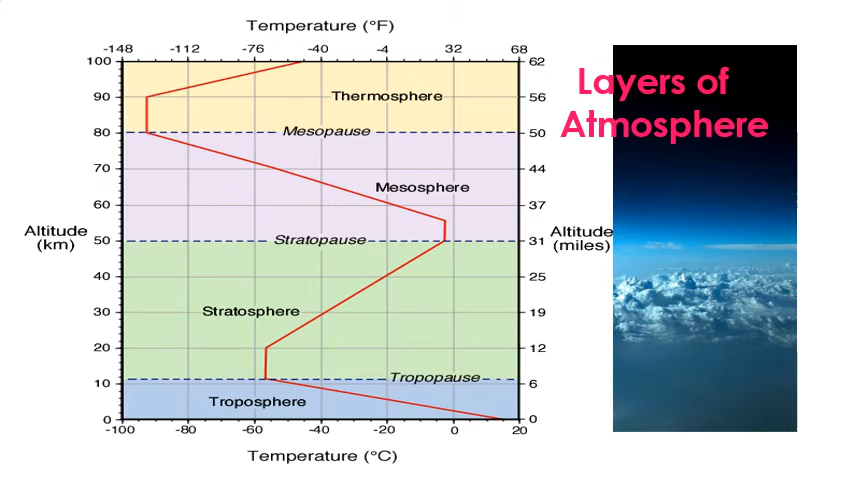 Temperature (°F)
-148 -112 -76 -40 -4 32 68
Layers of
Atmosphere
100 62
90 Thermosphere 56
80 Mesopause 50
70 44
Mesosphere
60 37
Altitude
(km)
Altitude
(miles)
50 Stratopause 31
40 25
30 Stratosphere 19
20 12
Tropopause
10 6
Troposphere
0 0
-100 -80 -60 -40 -20 0 20
Temperature (°C)